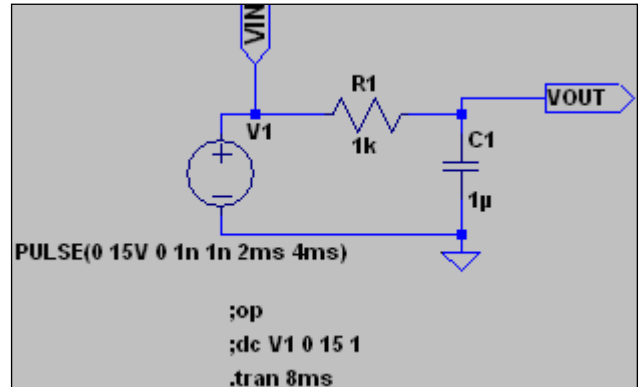 VIN
R1
VOUT
V1
1k
C1
1µ
PULSE(0 15V 0 1n 1n 2ms 4ms)
;op
;dc V1 0 15 1
.tran 8ms